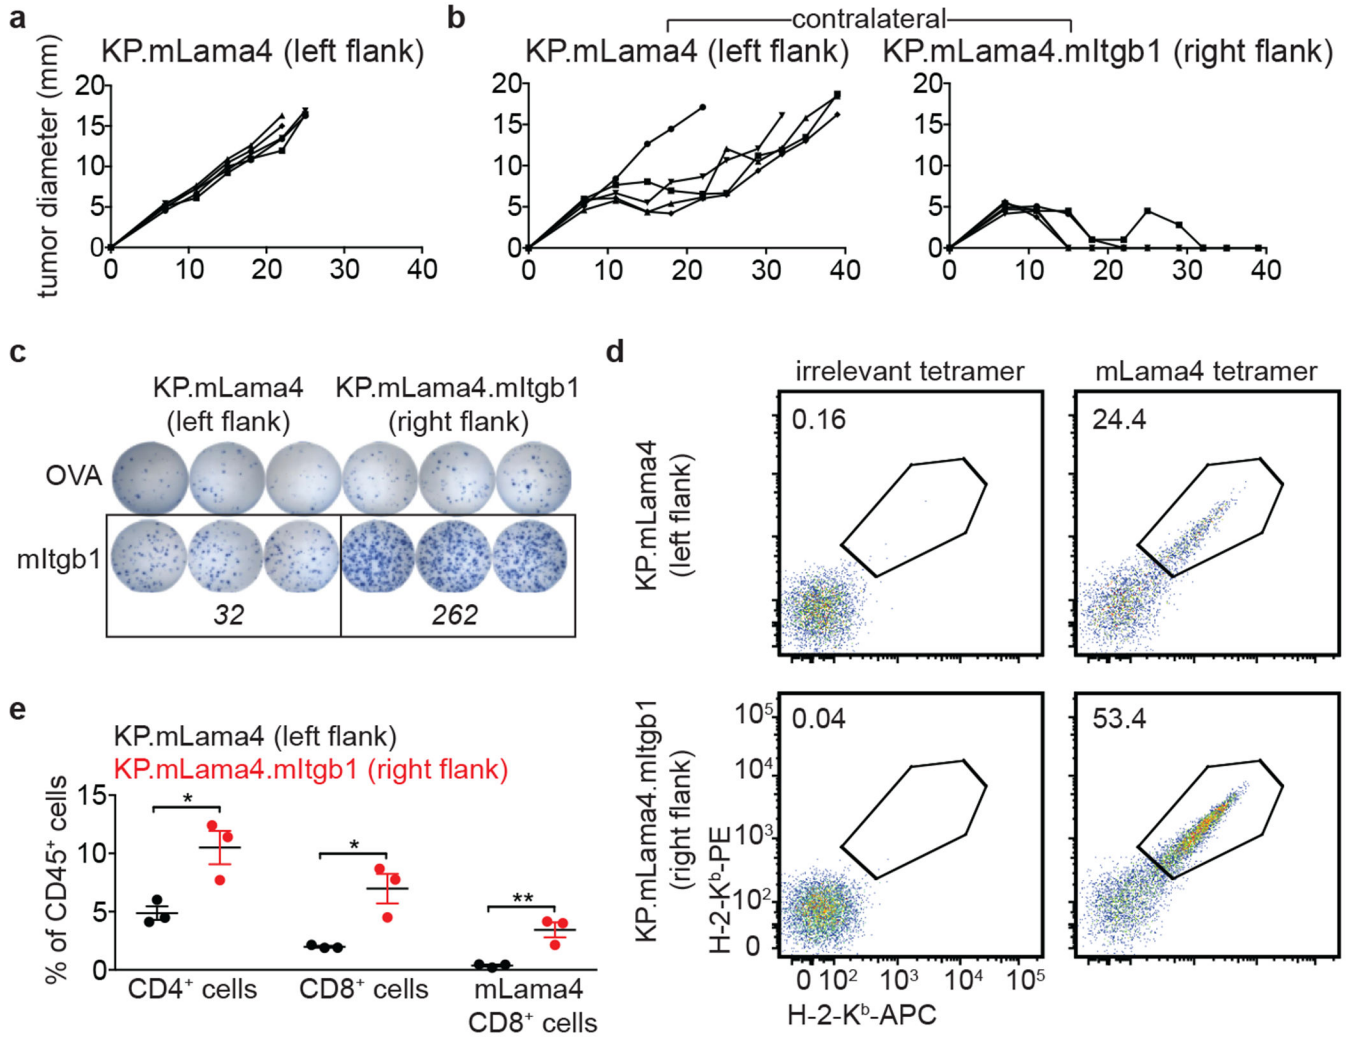 a
KP.mLama4 (left flank)
tumor diameter (mm)
20
15
10
5
0
0 10 20 30 40
b
contralateral
KP.mLama4 (left flank)
20
15
10
5
0
0 10 20 30 40
KP.mLama4.mItgb1 (right flank)
20
15
10
5
0
0 10 20 30 40
c
KP.mLama4
(left flank)
KP.mLama4.mItgb1
(right flank)
OVA
mItgb1
32
262
d
irrelevant tetramer
mLama4 tetramer
KP.mLama4
(left flank)
0.16
24.4
KP.mLama4.mItgb1
(right flank)
0.04
53.4
H-2-Kᵇ-PE
10⁵
10⁴
10³
10²
0
0 10² 10³ 10⁴ 10⁵
H-2-Kᵇ-APC
e
KP.mLama4 (left flank)
KP.mLama4.mItgb1 (right flank)
% of CD45⁺ cells
15
10
5
0
*
*
**
CD4⁺ cells
CD8⁺ cells
mLama4
CD8⁺ cells